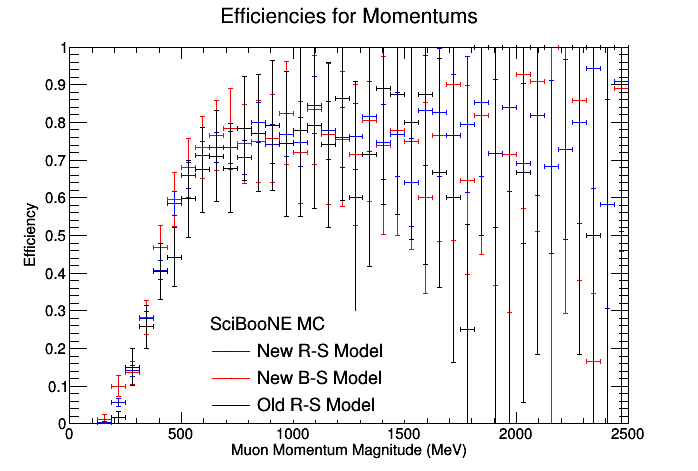 Efficiencies for Momentums
1
0.9
0.8
0.7
0.6
0.5
0.4
0.3
0.2
0.1
0
Efficiency
SciBooNE MC
New R-S Model
New B-S Model
Old R-S Model
0 500 1000 1500 2000 2500
Muon Momentum Magnitude (MeV)